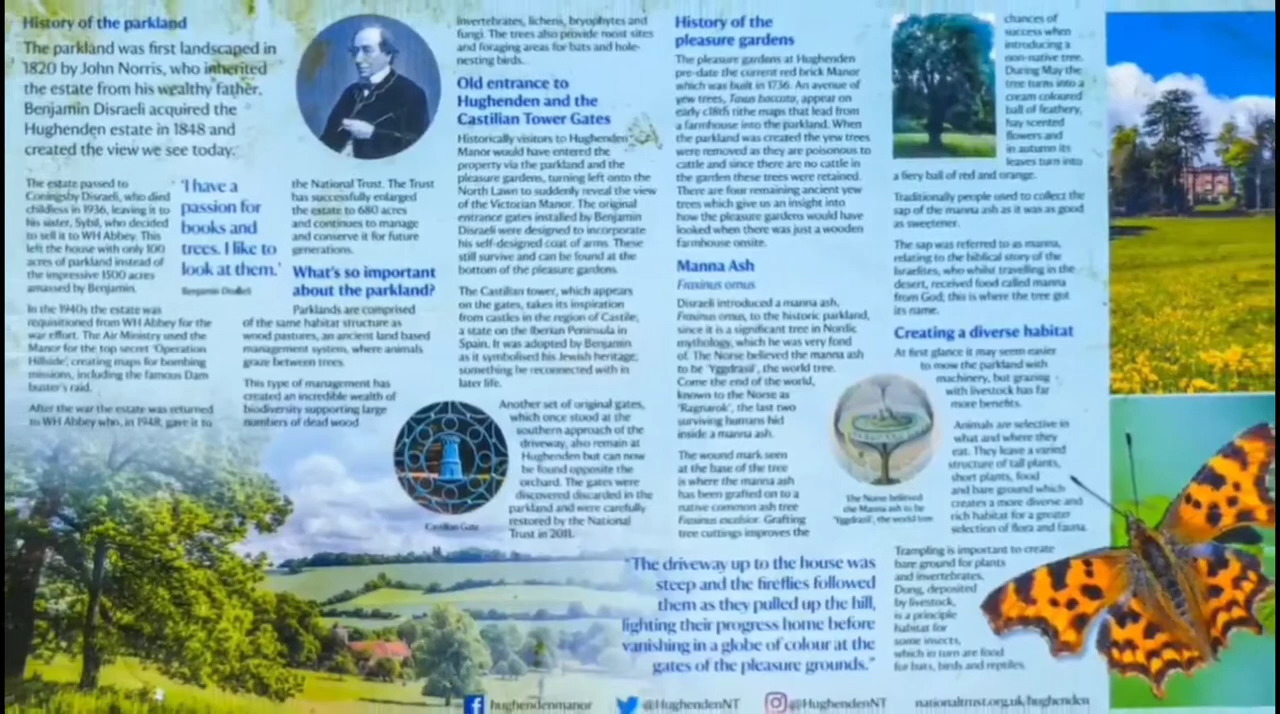 History of the parkland
The parkland was first landscaped in
1820 by John Norris, who inherited
the estate from his wealthy father.
Benjamin Disraeli acquired the
Hughenden estate in 1848 and
created the view we see today.
The estate passed to
Coningsby Disraeli, who died
childless in 1936, leaving it to
his sister, Sybil, who decided
to sell it to WH Abbey. This
left the house with only 100
acres of parkland instead of
the impressive 1500 acres
amassed by Benjamin.
'I have a
passion for
books and
trees. I like to
look at them.'
Benjamin Disraeli
In the 1940s the estate was
requisitioned from WH Abbey for the
war effort. The Air Ministry used the
Manor for the top secret 'Operation
Hillside', creating maps for bombing
missions, including the famous Dam
buster's raid.
After the war the estate was returned
to WH Abbey who, in 1948, gave it to
the National Trust. The Trust
has successfully enlarged
the estate to 680 acres
and continues to manage
and conserve it for future
generations.
What's so important
about the parkland?
Parklands are comprised
of the same habitat structure as
wood pastures, an ancient land based
management system, where animals
graze between trees.
This type of management has
created an incredible wealth of
biodiversity supporting large
numbers of dead wood
invertebrates, lichens, bryophytes and
fungi. The trees also provide roost sites
and foraging areas for bats and hole-
nesting birds.
Old entrance to
Hughenden and the
Castilian Tower Gates
Historically visitors to Hughenden
Manor would have entered the
property via the parkland and the
pleasure gardens, turning left onto the
North Lawn to suddenly reveal the view
of the Victorian Manor. The original
entrance gates installed by Benjamin
Disraeli were designed to incorporate
his self-designed coat of arms. These
still survive and can be found at the
bottom of the pleasure gardens.
The Castilian tower, which appears
on the gates, takes its inspiration
from castles in the region of Castile,
a state on the Iberian Peninsula in
Spain. It was adopted by Benjamin
as it symbolised his Jewish heritage;
something he reconnected with in
later life.
Another set of original gates,
which once stood at the
southern approach of the
driveway, also remain at
Hughenden but can now
be found opposite the
orchard. The gates were
discovered discarded in the
parkland and were carefully
restored by the National
Trust in 2011.
Castilian Gate
History of the
pleasure gardens
The pleasure gardens at Hughenden
pre-date the current red brick Manor
which was built in 1736. An avenue of
yew trees, Taxus baccata, appear on
early c18th tithe maps that lead from
a farmhouse into the parkland. When
the parkland was created the yew trees
were removed as they are poisonous to
cattle and since there are no cattle in
the garden these trees were retained.
There are four remaining ancient yew
trees which give us an insight into
how the pleasure gardens would have
looked when there was just a wooden
farmhouse onsite.
Manna Ash
Fraxinus ornus
Disraeli introduced a manna ash,
Fraxinus ornus, to the historic parkland,
since it is a significant tree in Nordic
mythology, which he was very fond
of. The Norse believed the manna ash
to be 'Yggdrasil', the world tree.
Come the end of the world,
known to the Norse as
'Ragnarok', the last two
surviving humans hid
inside a manna ash.
The wound mark seen
at the base of the tree
is where the manna ash
has been grafted on to a
native common ash tree
Fraxinus excelsior. Grafting
tree cuttings improves the
The Norse believed
the Manna ash to be
'Yggdrasil', the world tree
chances of
success when
introducing a
non-native tree.
During May the
tree turns into a
cream coloured
ball of feathery,
hay scented
flowers and
in autumn its
leaves turn into
a fiery ball of red and orange.
Traditionally people used to collect the
sap of the manna ash as it was as good
as sweetener.
The sap was referred to as manna,
relating to the biblical story of the
Israelites, who whilst travelling in the
desert, received food called manna
from God; this is where the tree got
its name.
Creating a diverse habitat
At first glance it may seem easier
to mow the parkland with
machinery, but grazing
with livestock has far
more benefits.
Animals are selective in
what and where they
eat. They leave a varied
structure of tall plants,
short plants, food
and bare ground which
creates a more diverse and
rich habitat for a greater
selection of flora and fauna.
Trampling is important to create
bare ground for plants
and invertebrates.
Dung, deposited
by livestock,
is a principle
habitat for
some insects,
which in turn are food
for bats, birds and reptiles.
"The driveway up to the house was
steep and the fireflies followed
them as they pulled up the hill,
lighting their progress home before
vanishing in a globe of colour at the
gates of the pleasure grounds."
hughendenmanor
@HughendenNT
@HughendenNT
nationaltrust.org.uk/hughenden